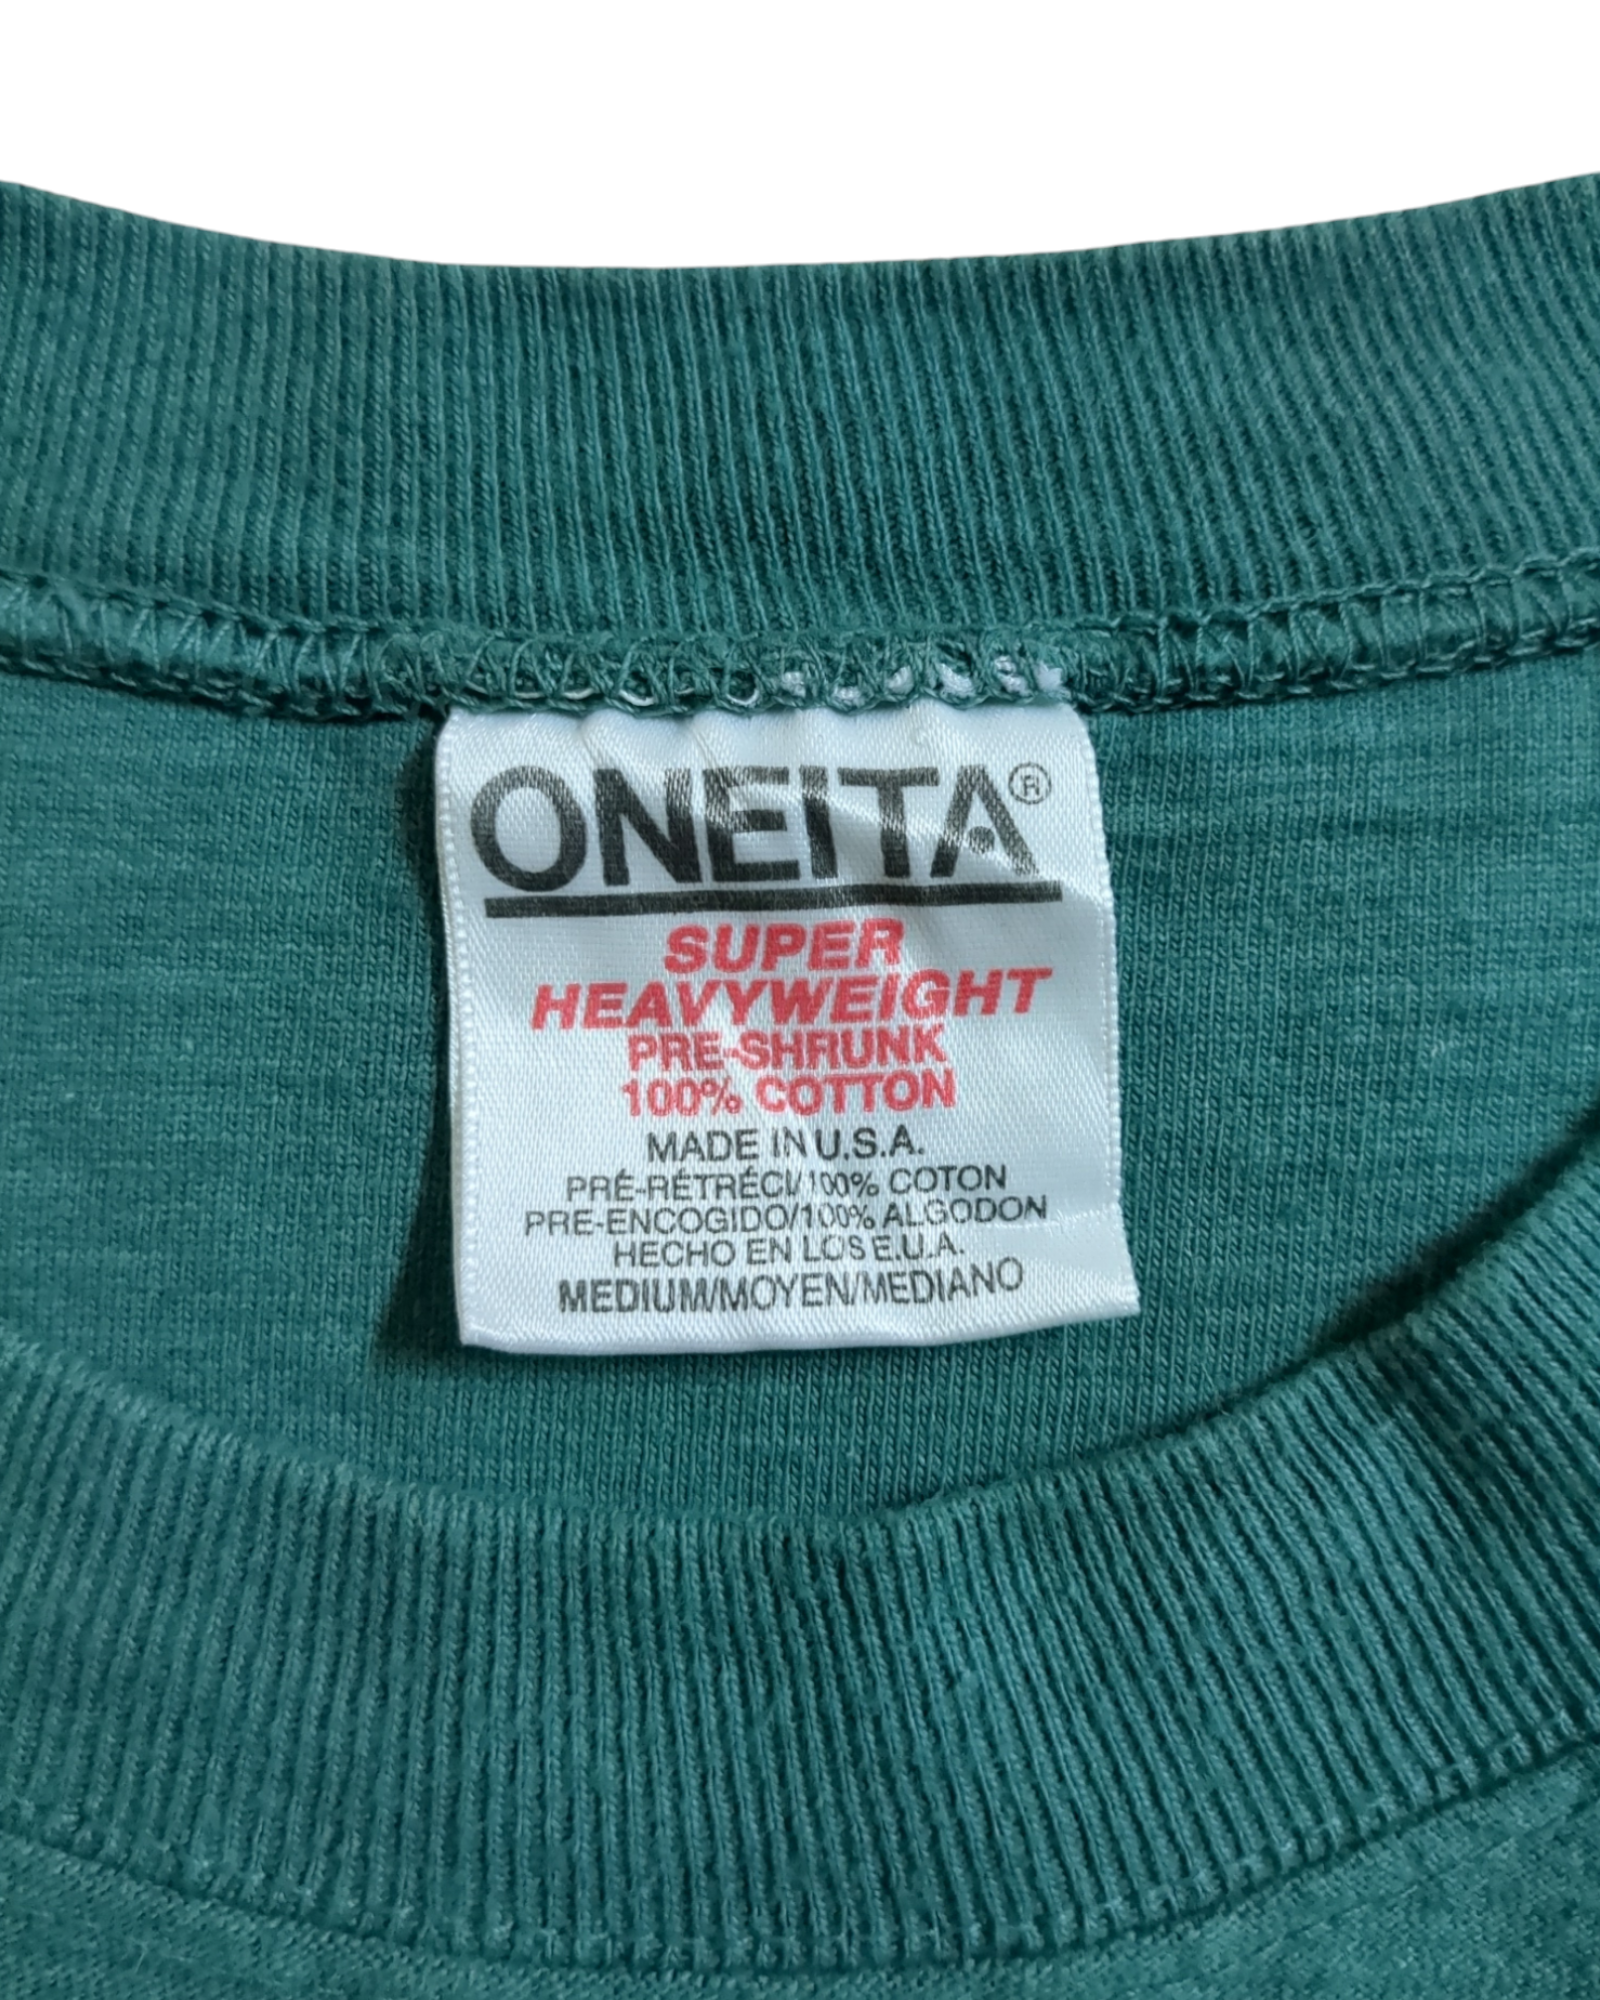 ONEITA®
SUPER
HEAVYWEIGHT
PRE-SHRUNK
100% COTTON
MADE IN U.S.A.
PRÉ-RÉTRÉCI/100% COTON
PRE-ENCOGIDO/100% ALGODON
HECHO EN LOS E.U.A.
MEDIUM/MOYEN/MEDIANO